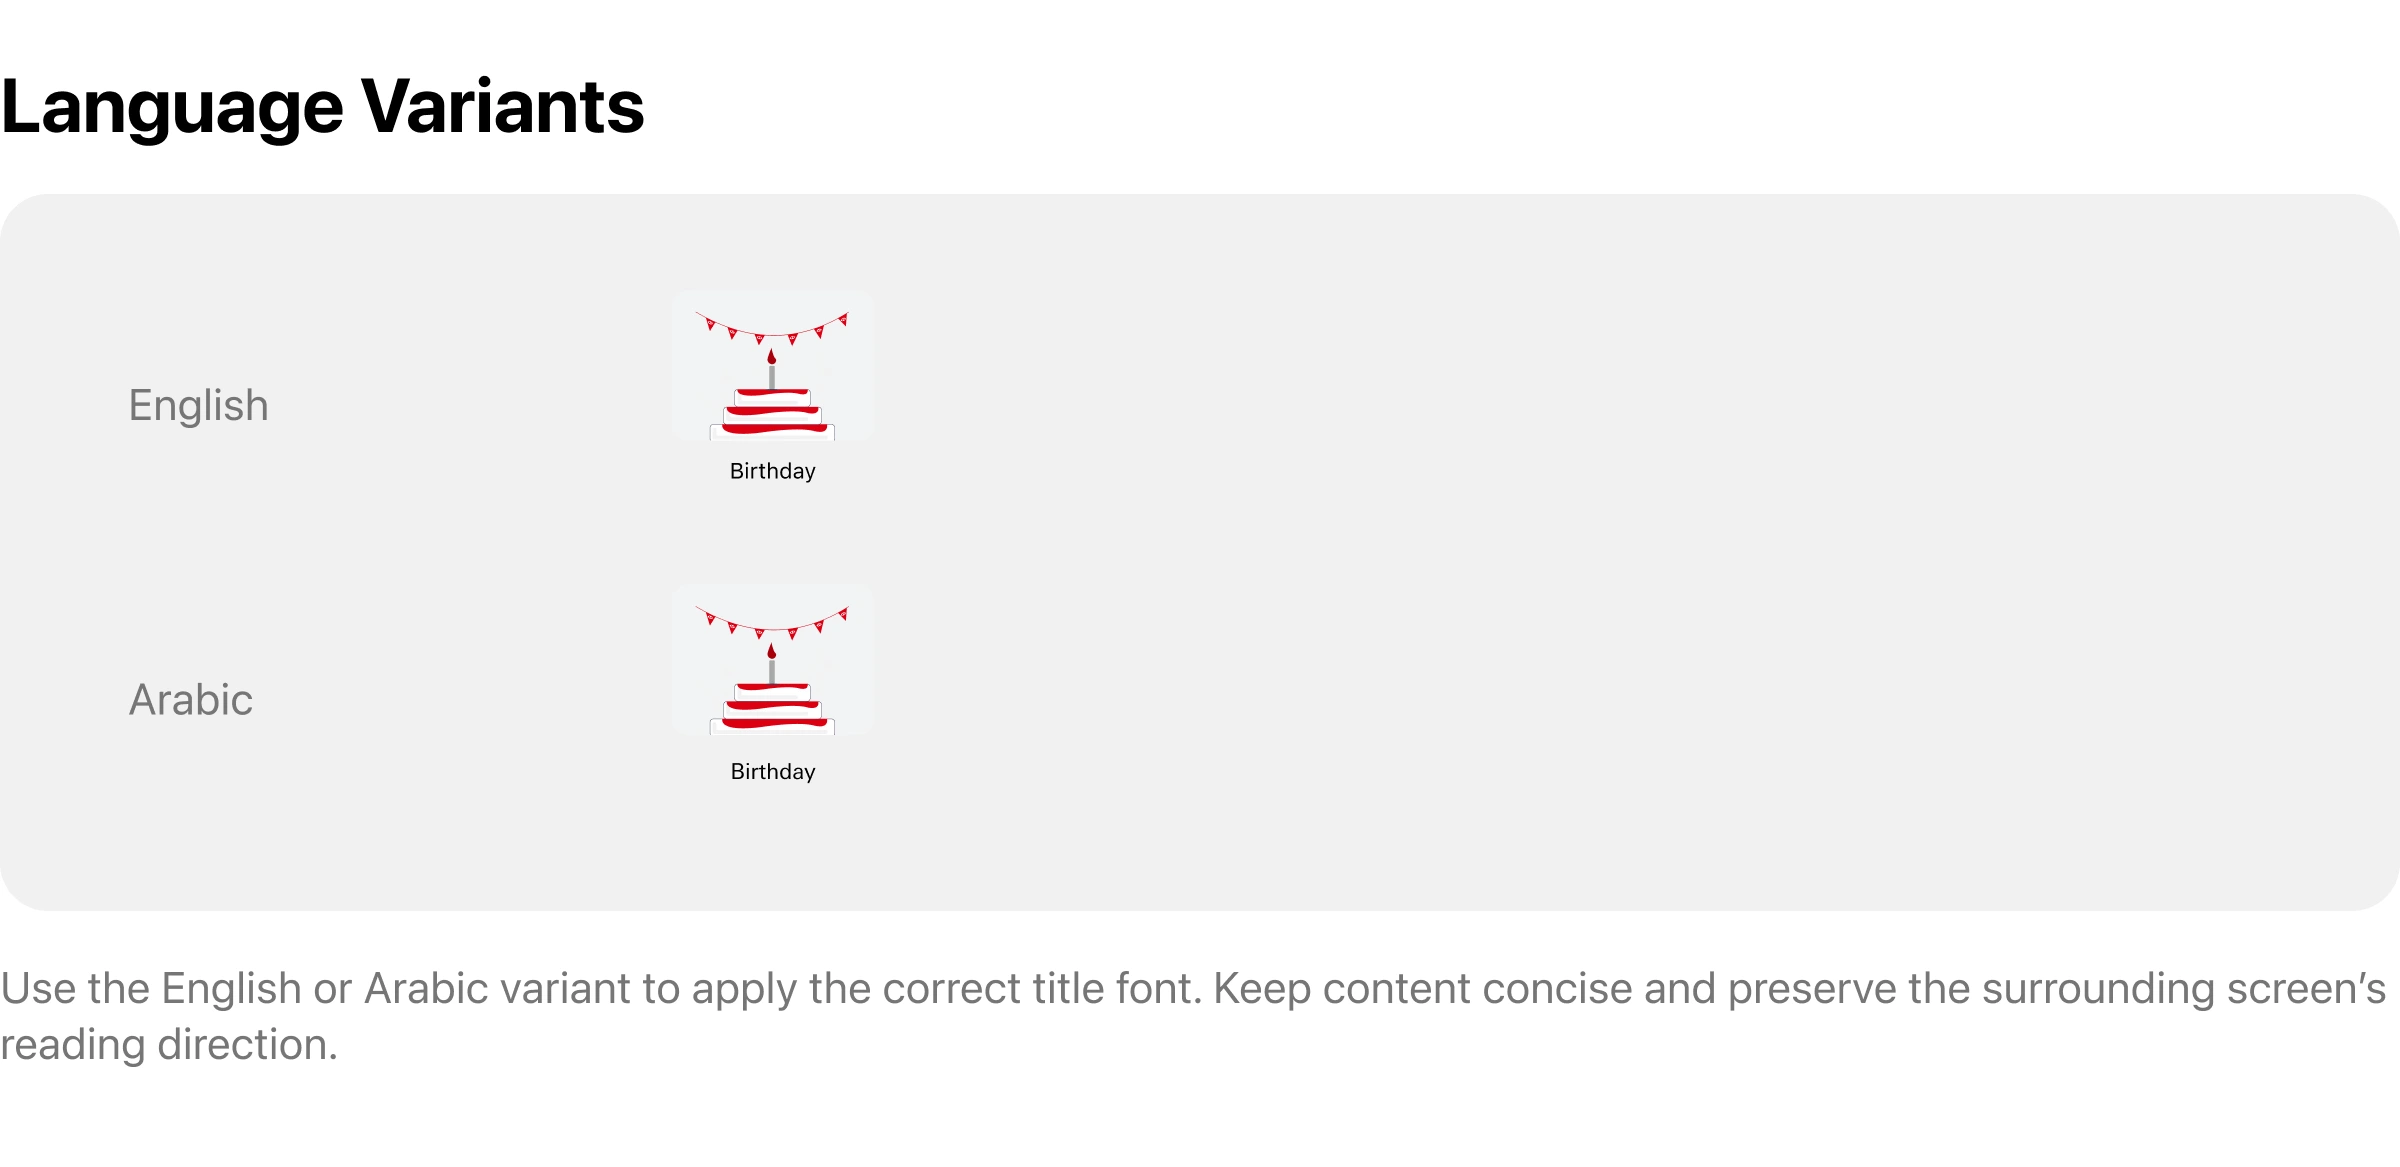 Language Variants
English
Birthday
Arabic
Birthday
Use the English or Arabic variant to apply the correct title font. Keep content concise and preserve the surrounding screen’s
reading direction.